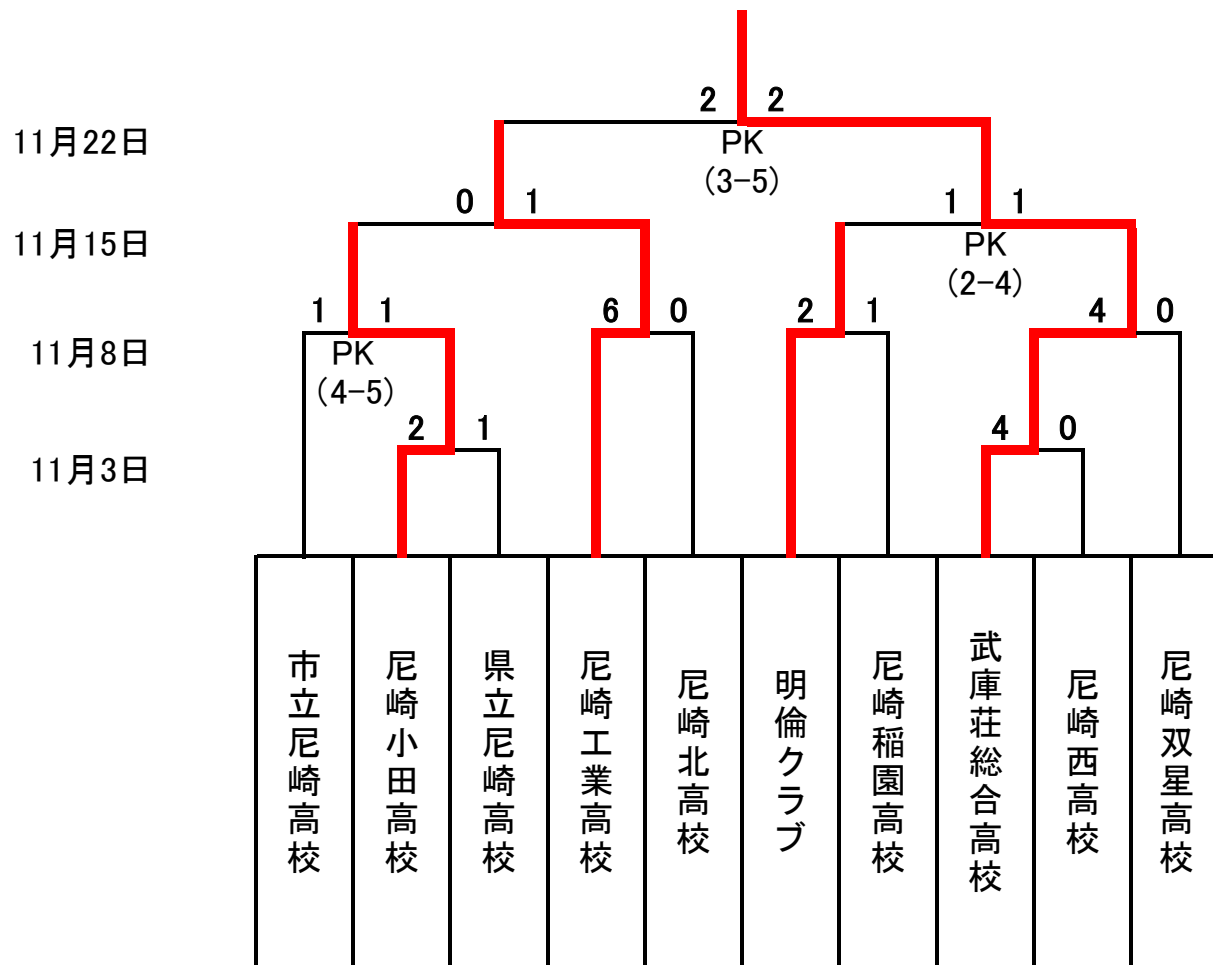 2 2
11月22日
PK
(3-5)
0 1
1 1
11月15日
PK
(2-4)
1 1
6 0
2 1
4 0
11月8日
PK
(4-5)
2 1
4 0
11月3日
市立尼崎高校
尼崎小田高校
県立尼崎高校
尼崎工業高校
尼崎北高校
明倫クラブ
尼崎稲園高校
武庫荘総合高校
尼崎西高校
尼崎双星高校